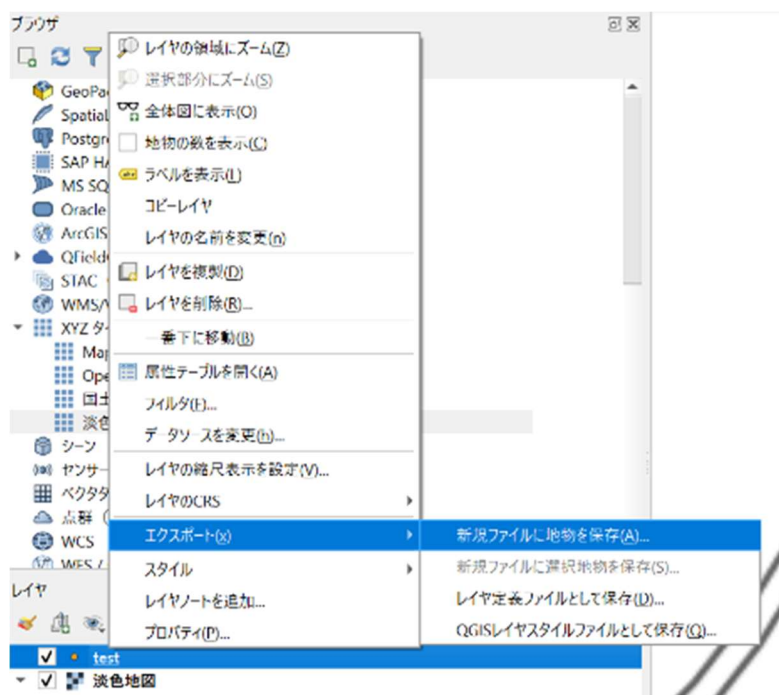 ブラウザ
レイヤの領域にズーム(Z)
選択部分にズーム(S)
全体図に表示(O)
地物の数を表示(C)
ラベルを表示(L)
コピーレイヤ
レイヤの名前を変更(n)
レイヤを複製(D)
レイヤを削除(R)...
一番下に移動(B)
属性テーブルを開く(A)
フィルタ(F)...
データソースを変更(h)...
レイヤの縮尺表示を設定(V)...
レイヤのCRS
エクスポート(x)
スタイル
レイヤノートを追加...
プロパティ(P)...
新規ファイルに地物を保存(A)...
新規ファイルに選択地物を保存(S)...
レイヤ定義ファイルとして保存(D)...
QGISレイヤスタイルファイルとして保存(Q)...
GeoPa
Spatial
Postgr
SAP HA
MS SQ
Oracle
ArcGIS
QField
STAC
WMS/
XYZ タ
Map
Ope
国土
淡色
シーン
センサー
ベクタタ
点群
WCS
WFS /
レイヤ
test
淡色地図